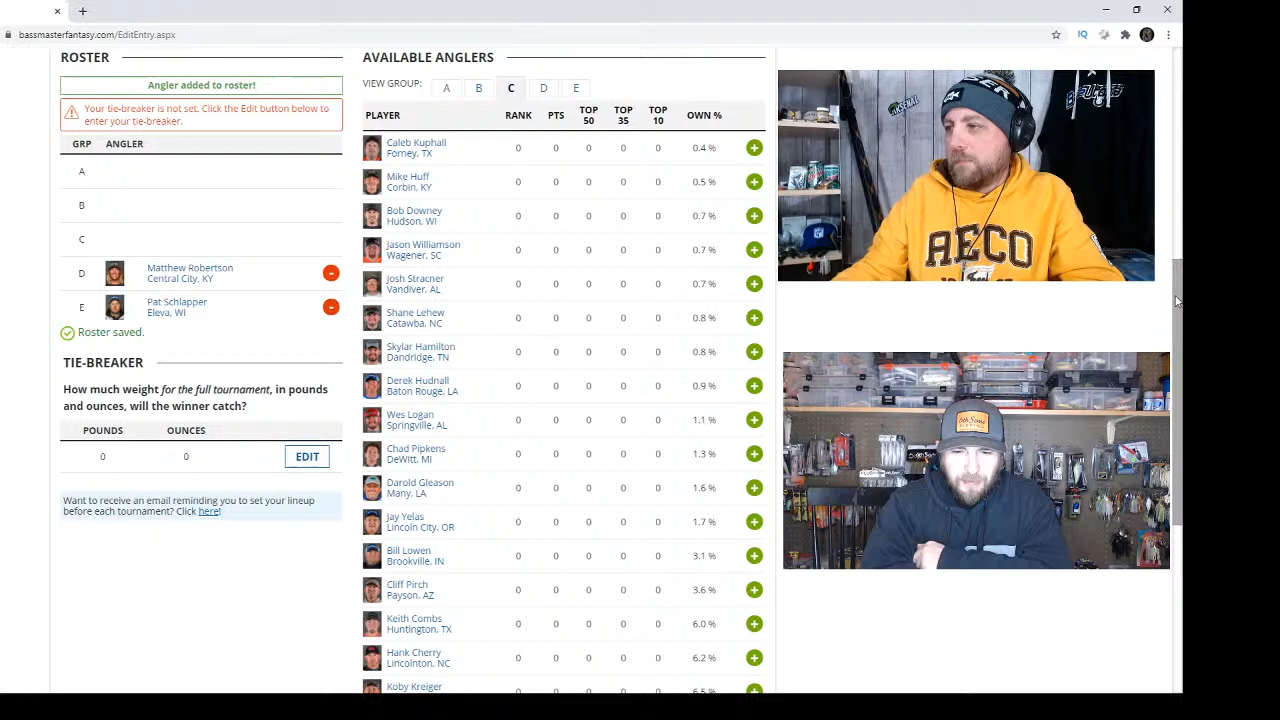 bassmasterfantasy.com/EditEntry.aspx
IQ
ROSTER
Angler added to roster!
Your tie-breaker is not set. Click the Edit button below to
enter your tie-breaker.
GRP ANGLER
A
B
C
D Matthew Robertson
Central City, KY
E Pat Schlapper
Eleva, WI
Roster saved.
TIE-BREAKER
How much weight for the full tournament, in pounds
and ounces, will the winner catch?
POUNDS OUNCES
0 0 EDIT
Want to receive an email reminding you to set your lineup
before each tournament? Click here!
AVAILABLE ANGLERS
VIEW GROUP: A B C D E
PLAYER RANK PTS TOP 50 TOP 35 TOP 10 OWN %
Caleb Kuphall 0 0 0 0 0 0.4 %
Forney, TX
Mike Huff 0 0 0 0 0 0.5 %
Corbin, KY
Bob Downey 0 0 0 0 0 0.7 %
Hudson, WI
Jason Williamson 0 0 0 0 0 0.7 %
Wagener, SC
Josh Stracner 0 0 0 0 0 0.7 %
Vandiver, AL
Shane Lehew 0 0 0 0 0 0.8 %
Catawba, NC
Skylar Hamilton 0 0 0 0 0 0.8 %
Dandridge, TN
Derek Hudnall 0 0 0 0 0 0.9 %
Baton Rouge, LA
Wes Logan 0 0 0 0 0 1.1 %
Springville, AL
Chad Pipkens 0 0 0 0 0 1.3 %
DeWitt, MI
Darold Gleason 0 0 0 0 0 1.6 %
Many, LA
Jay Yelas 0 0 0 0 0 1.7 %
Lincoln City, OR
Bill Lowen 0 0 0 0 0 3.1 %
Brookville, IN
Cliff Pirch 0 0 0 0 0 3.6 %
Payson, AZ
Keith Combs 0 0 0 0 0 6.0 %
Huntington, TX
Hank Cherry 0 0 0 0 0 6.2 %
Lincolnton, NC
Koby Kreiger 0 0 0 0 0 6.5 %
AECO